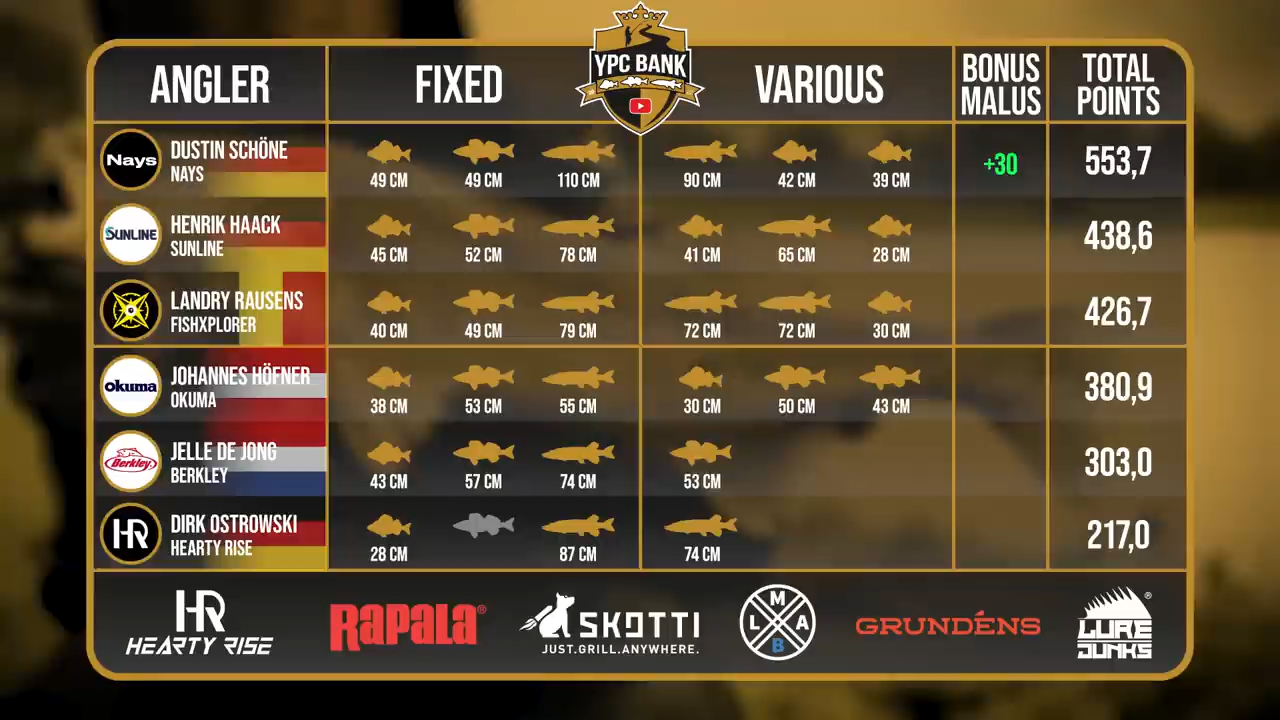 YPC BANK
ANGLER FIXED VARIOUS BONUS MALUS TOTAL POINTS
Nays DUSTIN SCHÖNE NAYS 49 CM 49 CM 110 CM 90 CM 42 CM 39 CM +30 553,7
SUNLINE HENRIK HAACK SUNLINE 45 CM 52 CM 78 CM 41 CM 65 CM 28 CM 438,6
LANDRY RAUSENS FISHXPLORER 40 CM 49 CM 79 CM 72 CM 72 CM 30 CM 426,7
okuma JOHANNES HÖFNER OKUMA 38 CM 53 CM 55 CM 30 CM 50 CM 43 CM 380,9
Berkley JELLE DE JONG BERKLEY 43 CM 57 CM 74 CM 53 CM 303,0
HR DIRK OSTROWSKI HEARTY RISE 28 CM 87 CM 74 CM 217,0
HR HEARTY RISE
RAPALA®
SKOTTI
JUST.GRILL.ANYWHERE.
L M A B
GRUNDÉNS
LURE JUNKS®